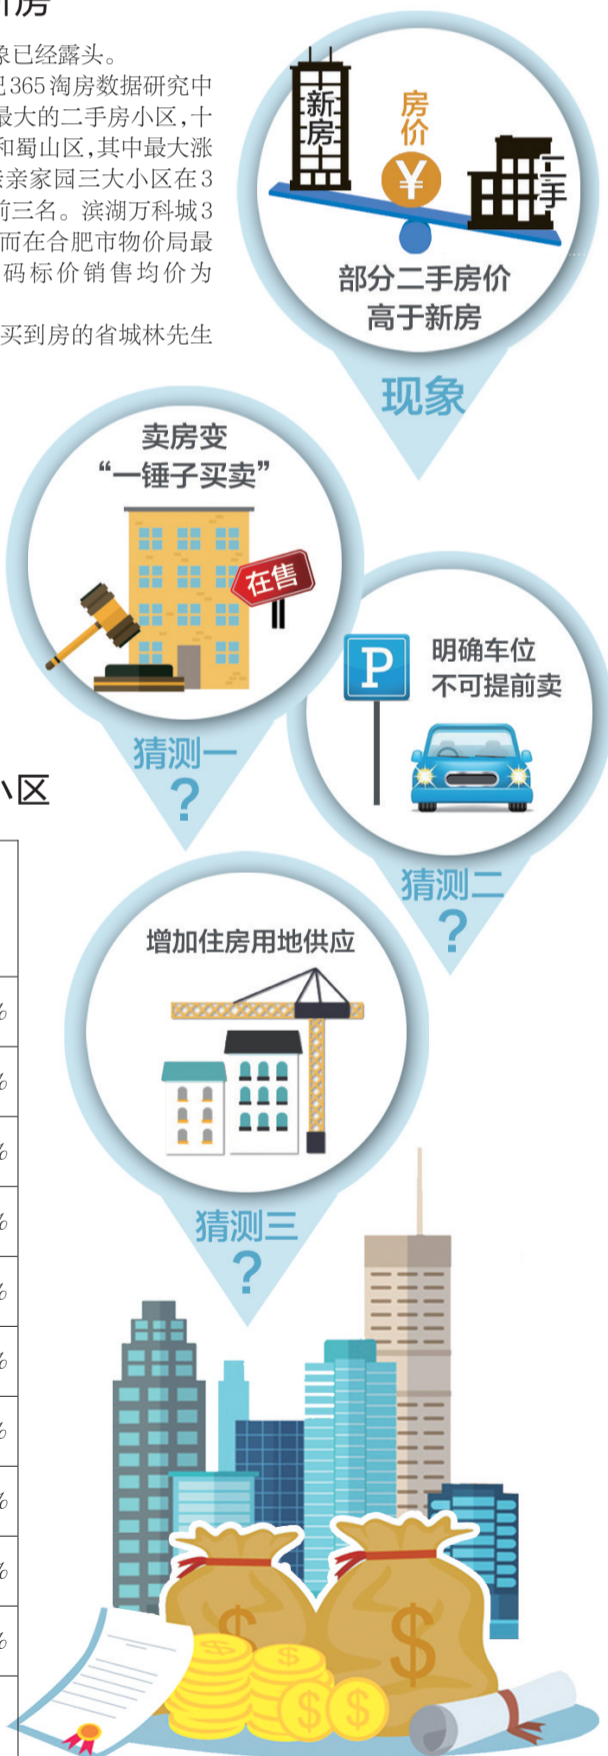 新房
象已经露头。
365淘房数据研究中
最大的二手房小区,十
和蜀山区,其中最大涨
亲家园三大小区在3
前三名。滨湖万科城3
而在合肥市物价局最
码标价销售均价为
买到房的省城林先生
新房
房价
¥
二手
部分二手房价
高于新房
现象
卖房变
“一锤子买卖”
在售
猜测一
?
P
明确车位
不可提前卖
猜测二
?
小区
增加住房用地供应
猜测三
?
%
%
%
%
%
%
%
%
%
%
$
$
$
$
$
$